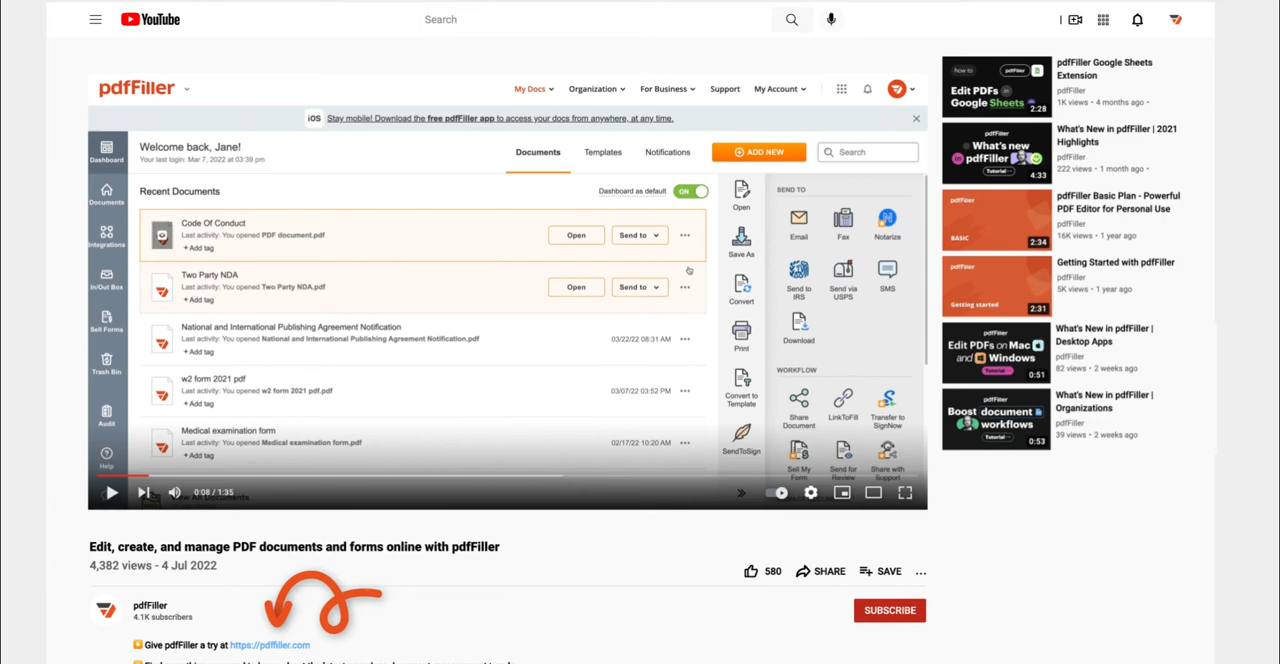 YouTube
Search
pdfFiller
My Docs
Organization
For Business
Support
My Account
iOS
Stay mobile! Download the free pdfFiller app to access your docs from anywhere, at any time.
Dashboard
Documents
Integrations
In/Out Box
Sell Forms
Trash Bin
Audit
Help
Welcome back, Jane!
Your last login: Mar 7, 2022 at 03:39 pm
Documents
Templates
Notifications
ADD NEW
Search
Recent Documents
Dashboard as default
ON
Code Of Conduct
Last activity: You opened PDF document.pdf
+ Add tag
Open
Send to
Two Party NDA
Last activity: You opened Two Party NDA.pdf
+ Add tag
Open
Send to
National and International Publishing Agreement Notification
Last activity: You opened National and International Publishing Agreement Notification.pdf
+ Add tag
03/22/22 08:31 AM
w2 form 2021 pdf
Last activity: You opened w2 form 2021 pdf.pdf
+ Add tag
03/07/22 03:52 PM
Medical examination form
Last activity: You opened Medical examination form.pdf
+ Add tag
02/17/22 10:20 AM
Open
Save As
Convert
Print
Convert to
Template
SendToSign
SEND TO
Email
Fax
Notarize
Send to
IRS
Send via
USPS
SMS
Download
WORKFLOW
Share
Document
LinkToFill
Transfer to
SignNow
Sell My
Form
Send for
Review
Share with
Support
0:08 / 1:35
Edit, create, and manage PDF documents and forms online with pdfFiller
4,382 views - 4 Jul 2022
580
SHARE
SAVE
pdfFiller
4.1K subscribers
SUBSCRIBE
Give pdfFiller a try at https://pdffiller.com
how to
pdfFiller
Edit PDFs in
Google Sheets
2:28
pdfFiller Google Sheets
Extension
pdfFiller
1K views • 4 months ago •
pdfFiller
What's new
in pdfFiller
Tutorial
4:33
What's New in pdfFiller | 2021
Highlights
pdfFiller
222 views • 1 month ago •
pdfFiller
BASIC
2:34
pdfFiller Basic Plan - Powerful
PDF Editor for Personal Use
pdfFiller
16K views • 1 year ago •
pdfFiller
Getting started
2:31
Getting Started with pdfFiller
pdfFiller
5K views • 1 year ago •
pdfFiller
Edit PDFs on Mac
and Windows
Tutorial
0:51
What's New in pdfFiller |
Desktop Apps
pdfFiller
82 views • 2 weeks ago •
pdfFiller
Boost document
workflows
Tutorial
0:53
What's New in pdfFiller |
Organizations
pdfFiller
39 views • 2 weeks ago •